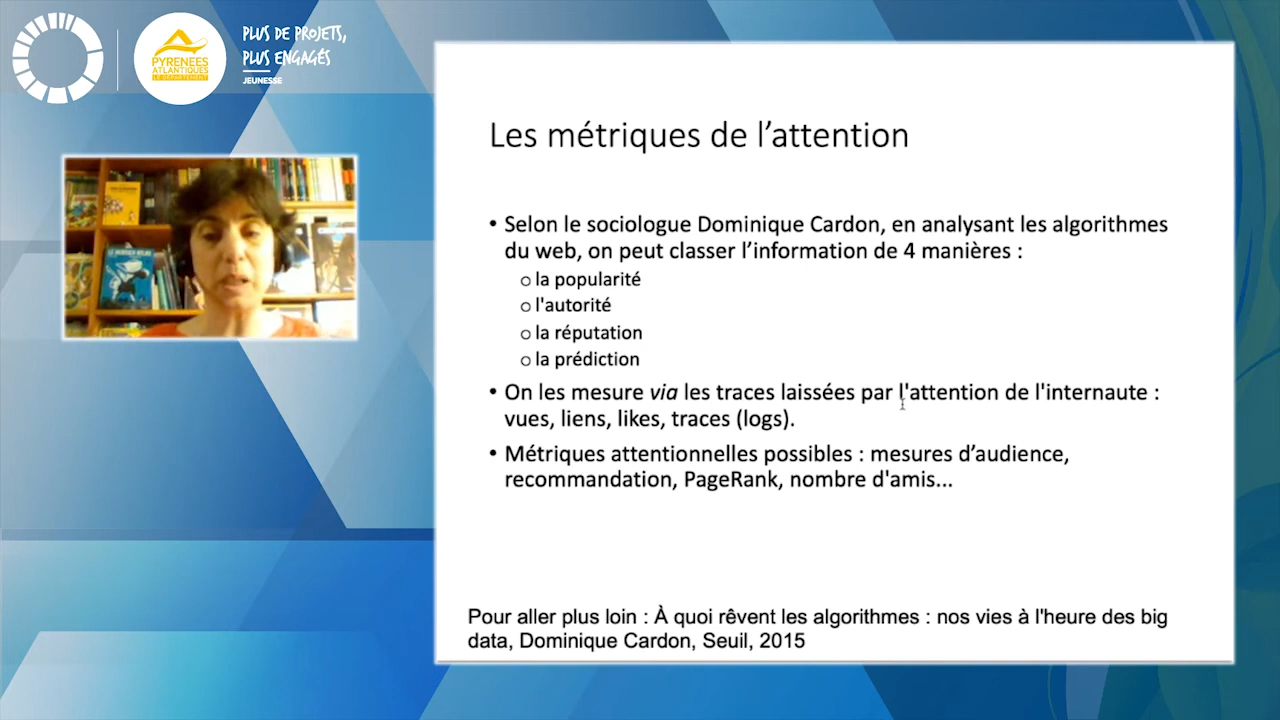 PLUS DE PROJETS,
PLUS ENGAGÉS
JEUNESSE
PYRENEES
ATLANTIQUES
LE DEPARTEMENT
Les métriques de l’attention
• Selon le sociologue Dominique Cardon, en analysant les algorithmes
du web, on peut classer l’information de 4 manières :
o la popularité
o l'autorité
o la réputation
o la prédiction
• On les mesure via les traces laissées par l'attention de l'internaute :
vues, liens, likes, traces (logs).
• Métriques attentionnelles possibles : mesures d’audience,
recommandation, PageRank, nombre d'amis...
Pour aller plus loin : À quoi rêvent les algorithmes : nos vies à l'heure des big
data, Dominique Cardon, Seuil, 2015